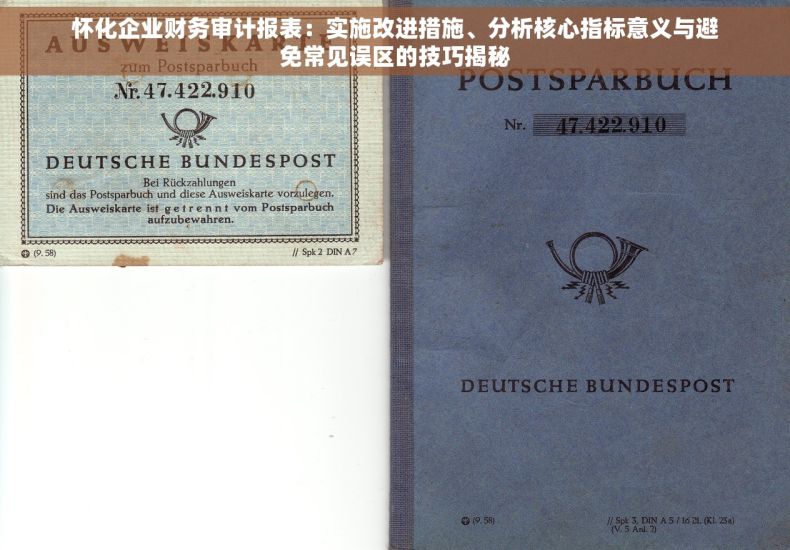 怀化企业财务审计报表：实施改进措施、分析核心指标意义与避
免常见误区的技巧揭秘
AUSWEISKARTE
zum Postsparbuch
Nr. 47.422.910
DEUTSCHE BUNDESPOST
Bei Rückzahlungen
sind das Postsparbuch und diese Ausweiskarte vorzulegen.
Die Ausweiskarte ist getrennt vom Postsparbuch
aufzubewahren.
(9. 58)
// Spk 2 DIN A 7
POSTSPARBUCH
Nr. 47.422.910
DEUTSCHE BUNDESPOST
(9. 58)
// Spk 3, DIN A 5 / 16 Bl. (Kl. 23a)
(V. 5 Anl. 2)